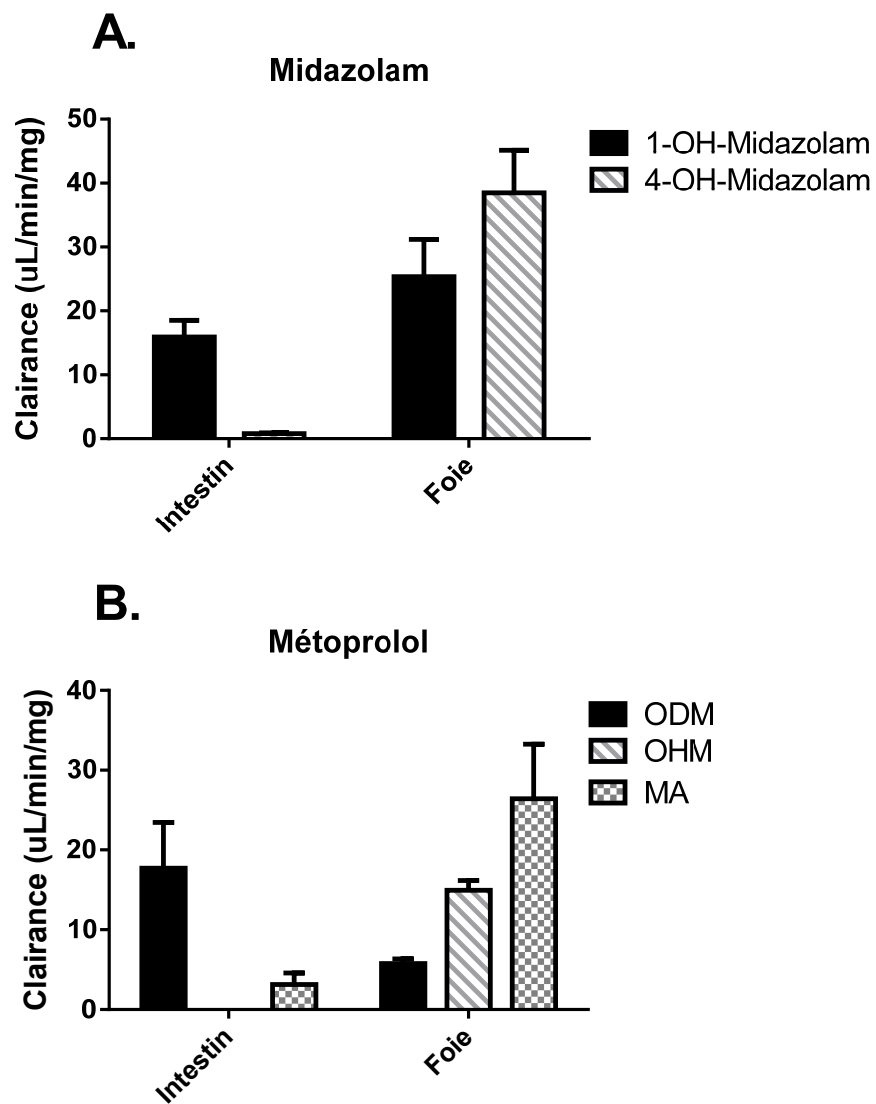 A.
Midazolam
Clairance (uL/min/mg)
50
40
30
20
10
0
Intestin
Foie
1-OH-Midazolam
4-OH-Midazolam
B.
Métoprolol
Clairance (uL/min/mg)
40
30
20
10
0
Intestin
Foie
ODM
OHM
MA